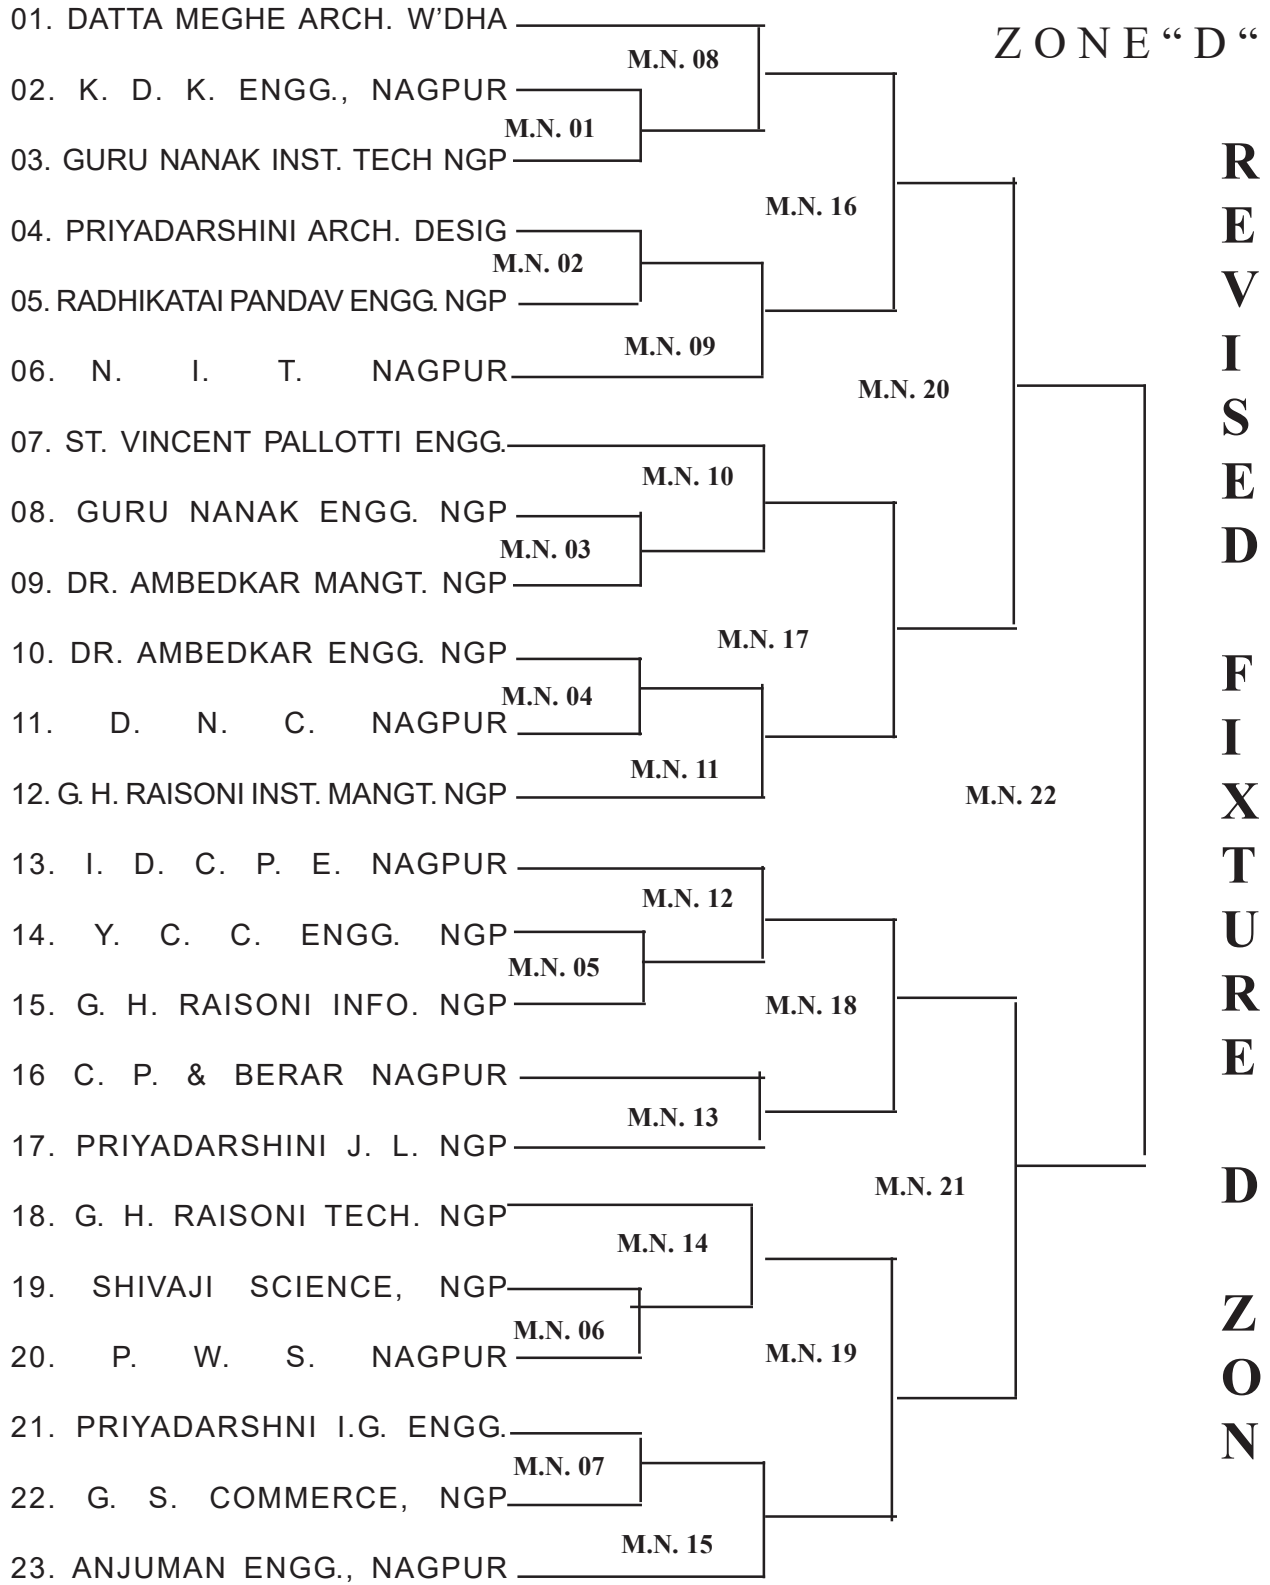 01. DATTA MEGHE ARCH. W’DHA
ZONE“D“
M.N. 08
02. K. D. K. ENGG., NAGPUR
M.N. 01
03. GURU NANAK INST. TECH NGP
M.N. 16
04. PRIYADARSHINI ARCH. DESIG
M.N. 02
05. RADHIKATAI PANDAV ENGG. NGP
M.N. 09
06. N. I. T. NAGPUR
M.N. 20
07. ST. VINCENT PALLOTTI ENGG.
M.N. 10
08. GURU NANAK ENGG. NGP
M.N. 03
09. DR. AMBEDKAR MANGT. NGP
M.N. 17
10. DR. AMBEDKAR ENGG. NGP
M.N. 04
11. D. N. C. NAGPUR
M.N. 11
12. G. H. RAISONI INST. MANGT. NGP
M.N. 22
13. I. D. C. P. E. NAGPUR
M.N. 12
14. Y. C. C. ENGG. NGP
M.N. 05
15. G. H. RAISONI INFO. NGP
M.N. 18
16 C. P. & BERAR NAGPUR
M.N. 13
17. PRIYADARSHINI J. L. NGP
M.N. 21
18. G. H. RAISONI TECH. NGP
M.N. 14
19. SHIVAJI SCIENCE, NGP
M.N. 06
20. P. W. S. NAGPUR
M.N. 19
21. PRIYADARSHNI I.G. ENGG.
M.N. 07
22. G. S. COMMERCE, NGP
M.N. 15
23. ANJUMAN ENGG., NAGPUR
REVISED FIXTURE D ZON